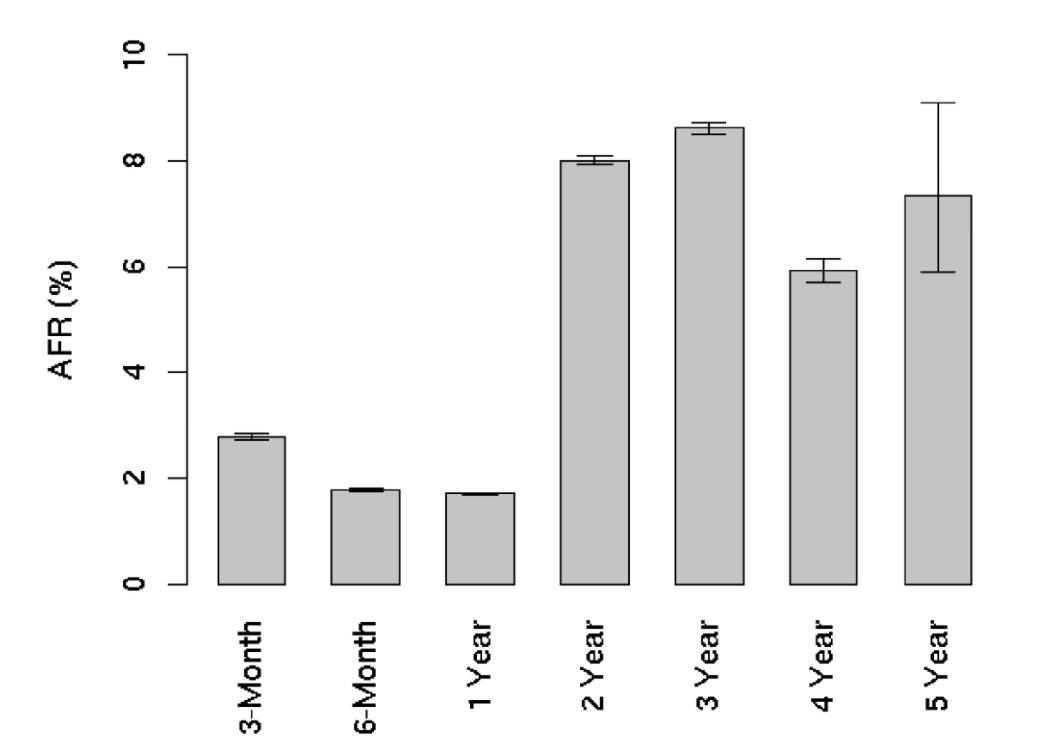 AFR (%)
10
8
6
4
2
0
3-Month
6-Month
1 Year
2 Year
3 Year
4 Year
5 Year